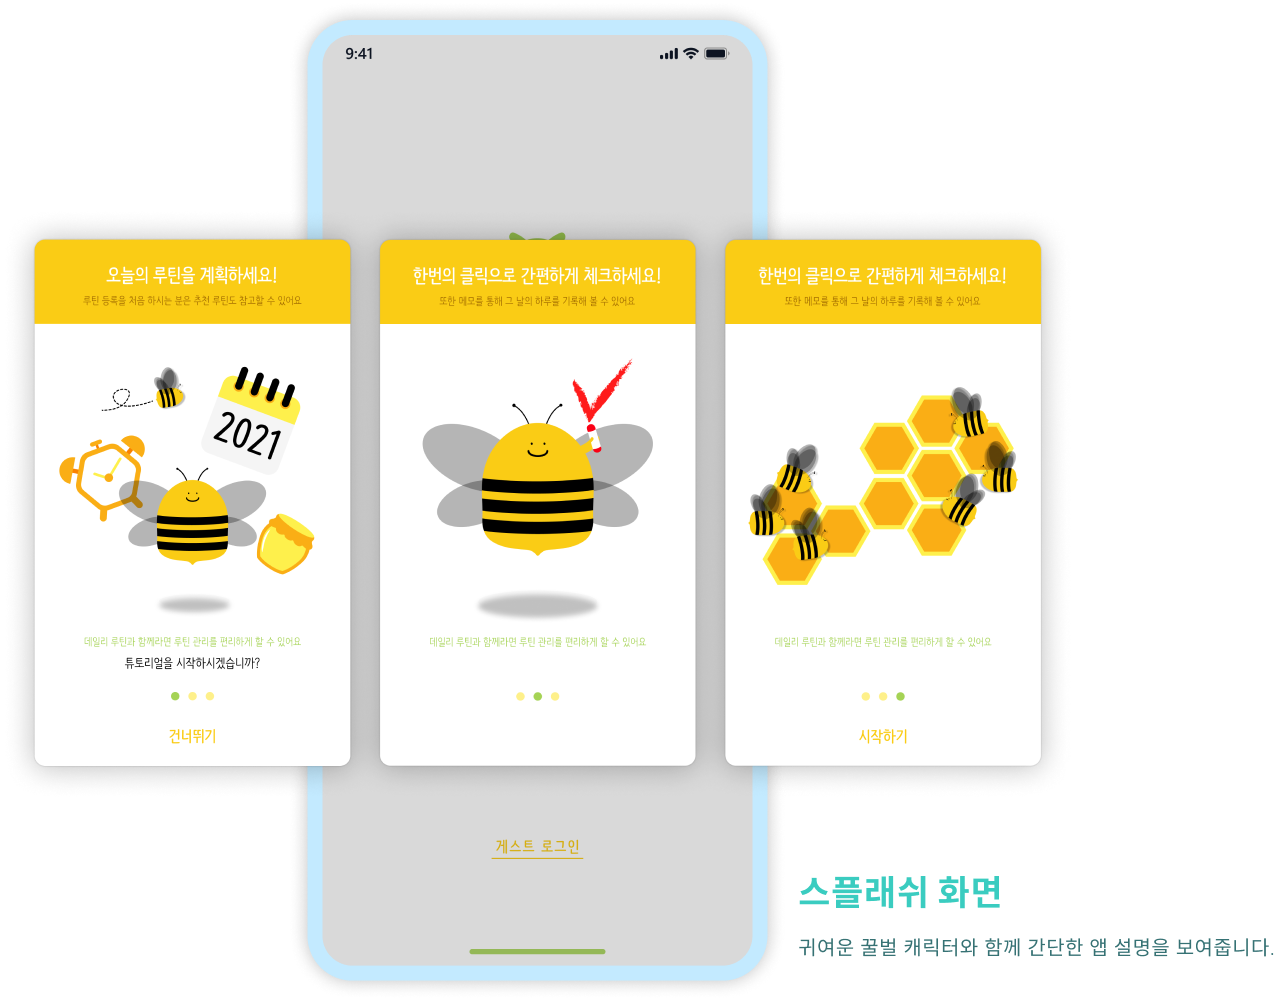 9:41
오늘의 루틴을 계획하세요!
루틴 등록을 처음 하시는 분은 추천 루틴도 참고할 수 있어요
2021
데일리 루틴과 함께라면 루틴 관리를 편리하게 할 수 있어요
튜토리얼을 시작하시겠습니까?
건너뛰기
한번의 클릭으로 간편하게 체크하세요!
또한 메모를 통해 그 날의 하루를 기록해 볼 수 있어요
데일리 루틴과 함께라면 루틴 관리를 편리하게 할 수 있어요
한번의 클릭으로 간편하게 체크하세요!
또한 메모를 통해 그 날의 하루를 기록해 볼 수 있어요
데일리 루틴과 함께라면 루틴 관리를 편리하게 할 수 있어요
시작하기
게스트 로그인
스플래쉬 화면
귀여운 꿀벌 캐릭터와 함께 간단한 앱 설명을 보여줍니다.